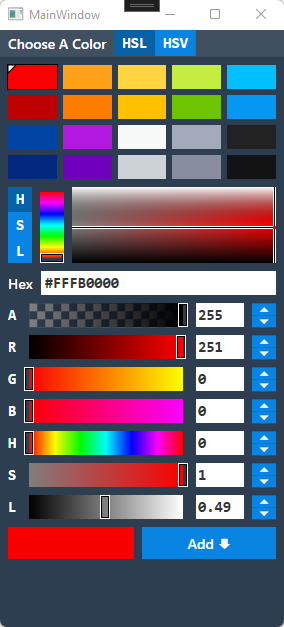 MainWindow
Choose A Color HSL HSV
H
S
L
Hex #FFFB0000
A 255
R 251
G 0
B 0
H 0
S 1
L 0.49
Add